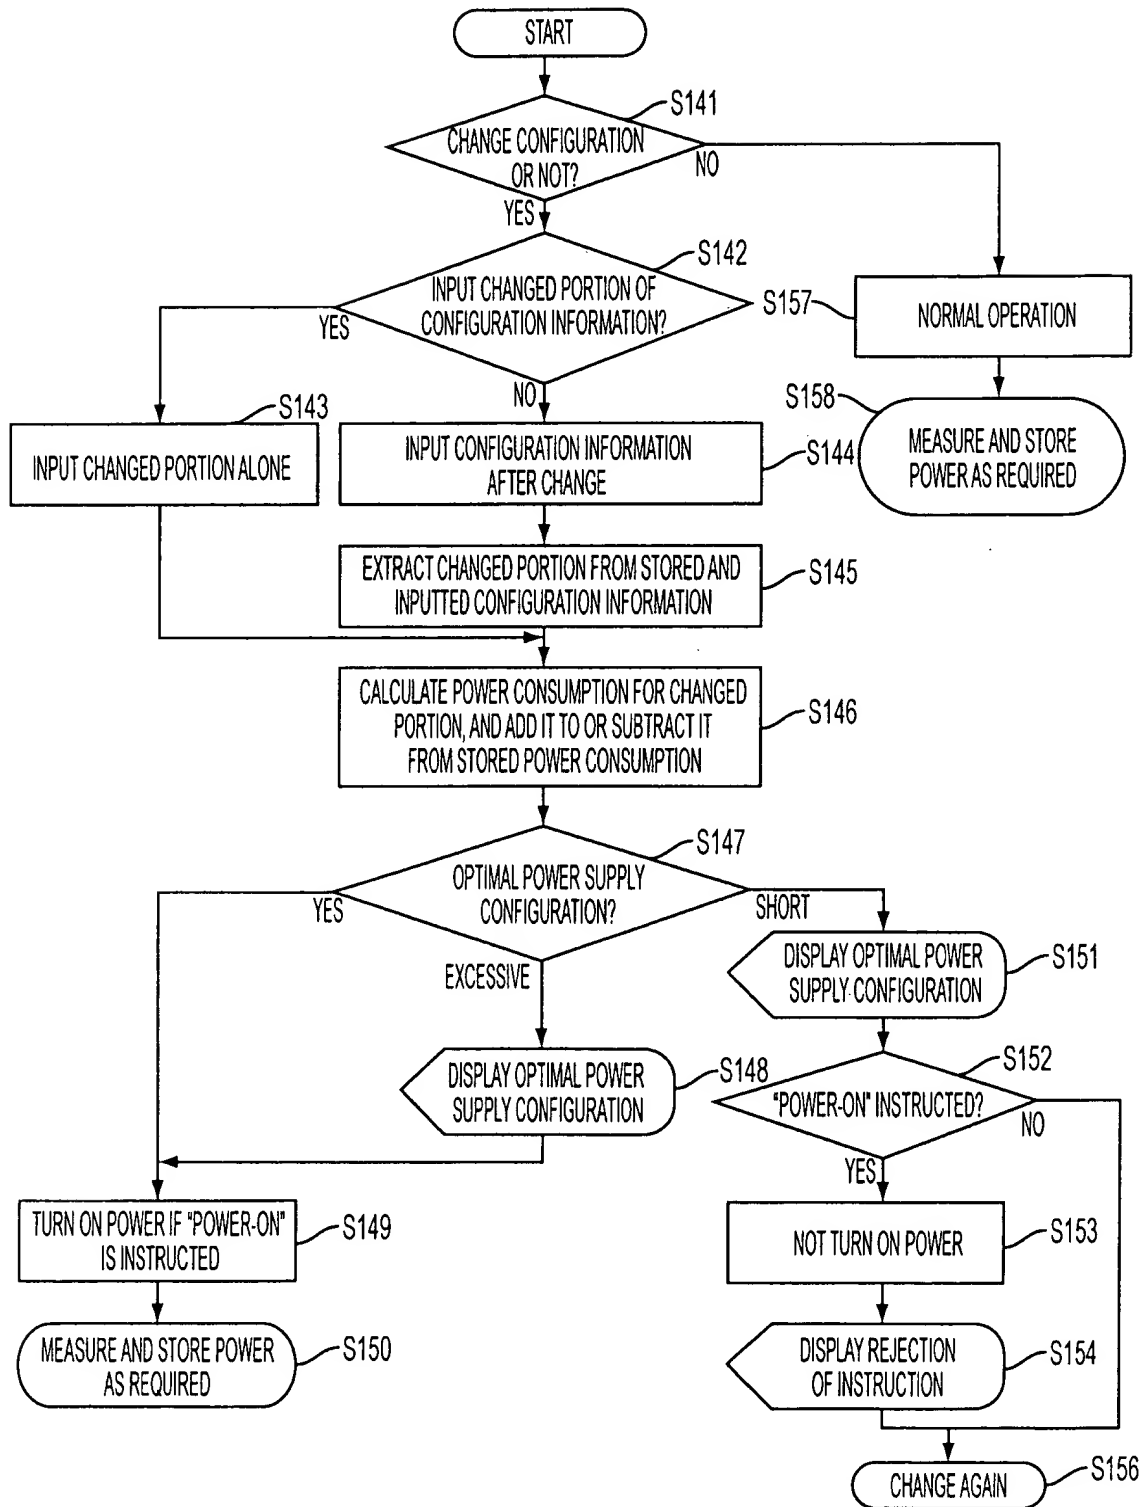 START
S141
CHANGE CONFIGURATION
OR NOT?
NO
YES
S142
INPUT CHANGED PORTION OF
CONFIGURATION INFORMATION?
YES
NO
S157
NORMAL OPERATION
S158
MEASURE AND STORE
POWER AS REQUIRED
S143
INPUT CHANGED PORTION ALONE
INPUT CONFIGURATION INFORMATION
AFTER CHANGE
S144
EXTRACT CHANGED PORTION FROM STORED AND
INPUTTED CONFIGURATION INFORMATION
S145
CALCULATE POWER CONSUMPTION FOR CHANGED
PORTION, AND ADD IT TO OR SUBTRACT IT
FROM STORED POWER CONSUMPTION
S146
S147
OPTIMAL POWER SUPPLY
CONFIGURATION?
YES
SHORT
EXCESSIVE
DISPLAY OPTIMAL POWER
SUPPLY CONFIGURATION
S151
DISPLAY OPTIMAL POWER
SUPPLY CONFIGURATION
S148
S152
"POWER-ON" INSTRUCTED?
NO
YES
TURN ON POWER IF "POWER-ON"
IS INSTRUCTED
S149
NOT TURN ON POWER
S153
MEASURE AND STORE POWER
AS REQUIRED
S150
DISPLAY REJECTION
OF INSTRUCTION
S154
CHANGE AGAIN
S156